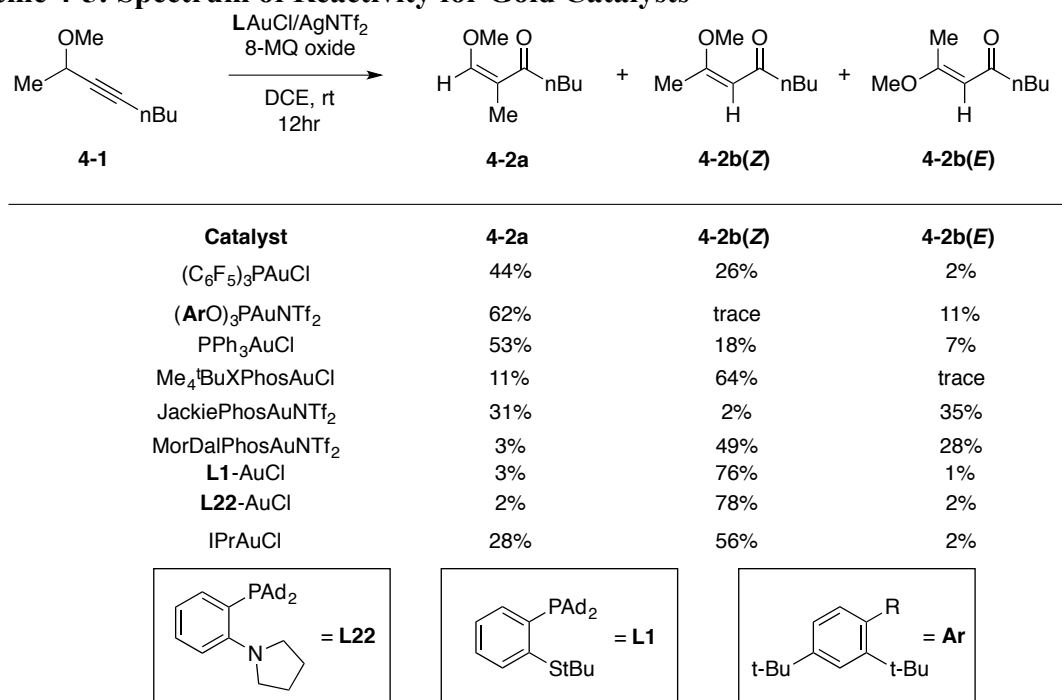 me 4-3. Spectrum of Reactivity for Gold Catalysts
OMe
Me
nBu
4-1
LAuCl/AgNTf2
8-MQ oxide
DCE, rt
12hr
OMe O
H
nBu
Me
4-2a
+
OMe O
Me
nBu
H
4-2b(Z)
+
Me O
MeO
nBu
H
4-2b(E)
Catalyst 4-2a 4-2b(Z) 4-2b(E)
(C6F5)3PAuCl 44% 26% 2%
(ArO)3PAuNTf2 62% trace 11%
PPh3AuCl 53% 18% 7%
Me4tBuXPhosAuCl 11% 64% trace
JackiePhosAuNTf2 31% 2% 35%
MorDalPhosAuNTf2 3% 49% 28%
L1-AuCl 3% 76% 1%
L22-AuCl 2% 78% 2%
IPrAuCl 28% 56% 2%
PAd2
N
= L22
PAd2
StBu
= L1
R
t-Bu
t-Bu
= Ar